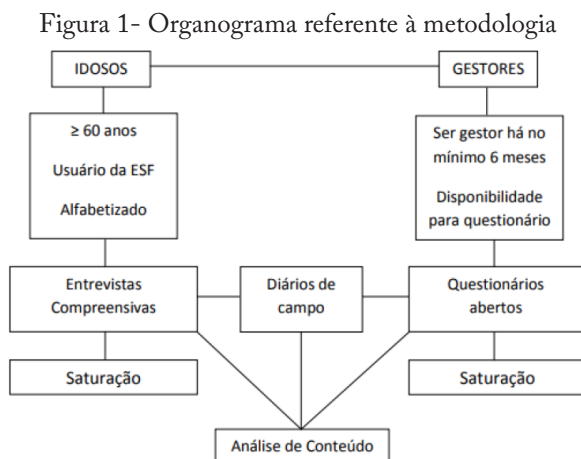 Figura 1- Organograma referente à metodologia
IDOSOS
GESTORES
≥ 60 anos
Usuário da ESF
Alfabetizado
Ser gestor há no
mínimo 6 meses
Disponibilidade
para questionário
Entrevistas
Compreensivas
Diários de
campo
Questionários
abertos
Saturação
Saturação
Análise de Conteúdo